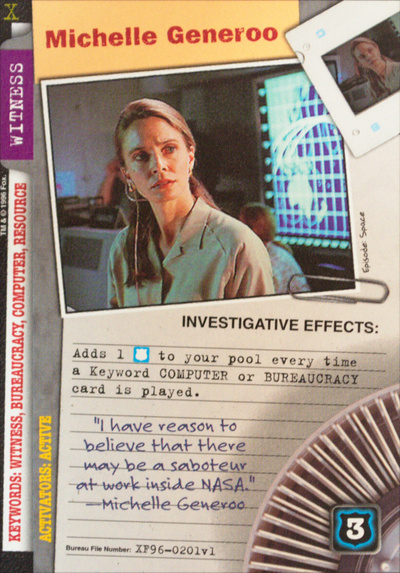 X
Michelle Generoo
WITNESS
TM & © 1996 Fox.
KEYWORDS: WITNESS, BUREAUCRACY, COMPUTER, RESOURCE
ACTIVATORS: ACTIVE
Episode: Space
INVESTIGATIVE EFFECTS:
Adds 1 to your pool every time
a Keyword COMPUTER or BUREAUCRACY
card is played.
"I have reason to
believe that there
may be a saboteur
at work inside NASA."
—Michelle Generoo
3
Bureau File Number: XF96-0201v1